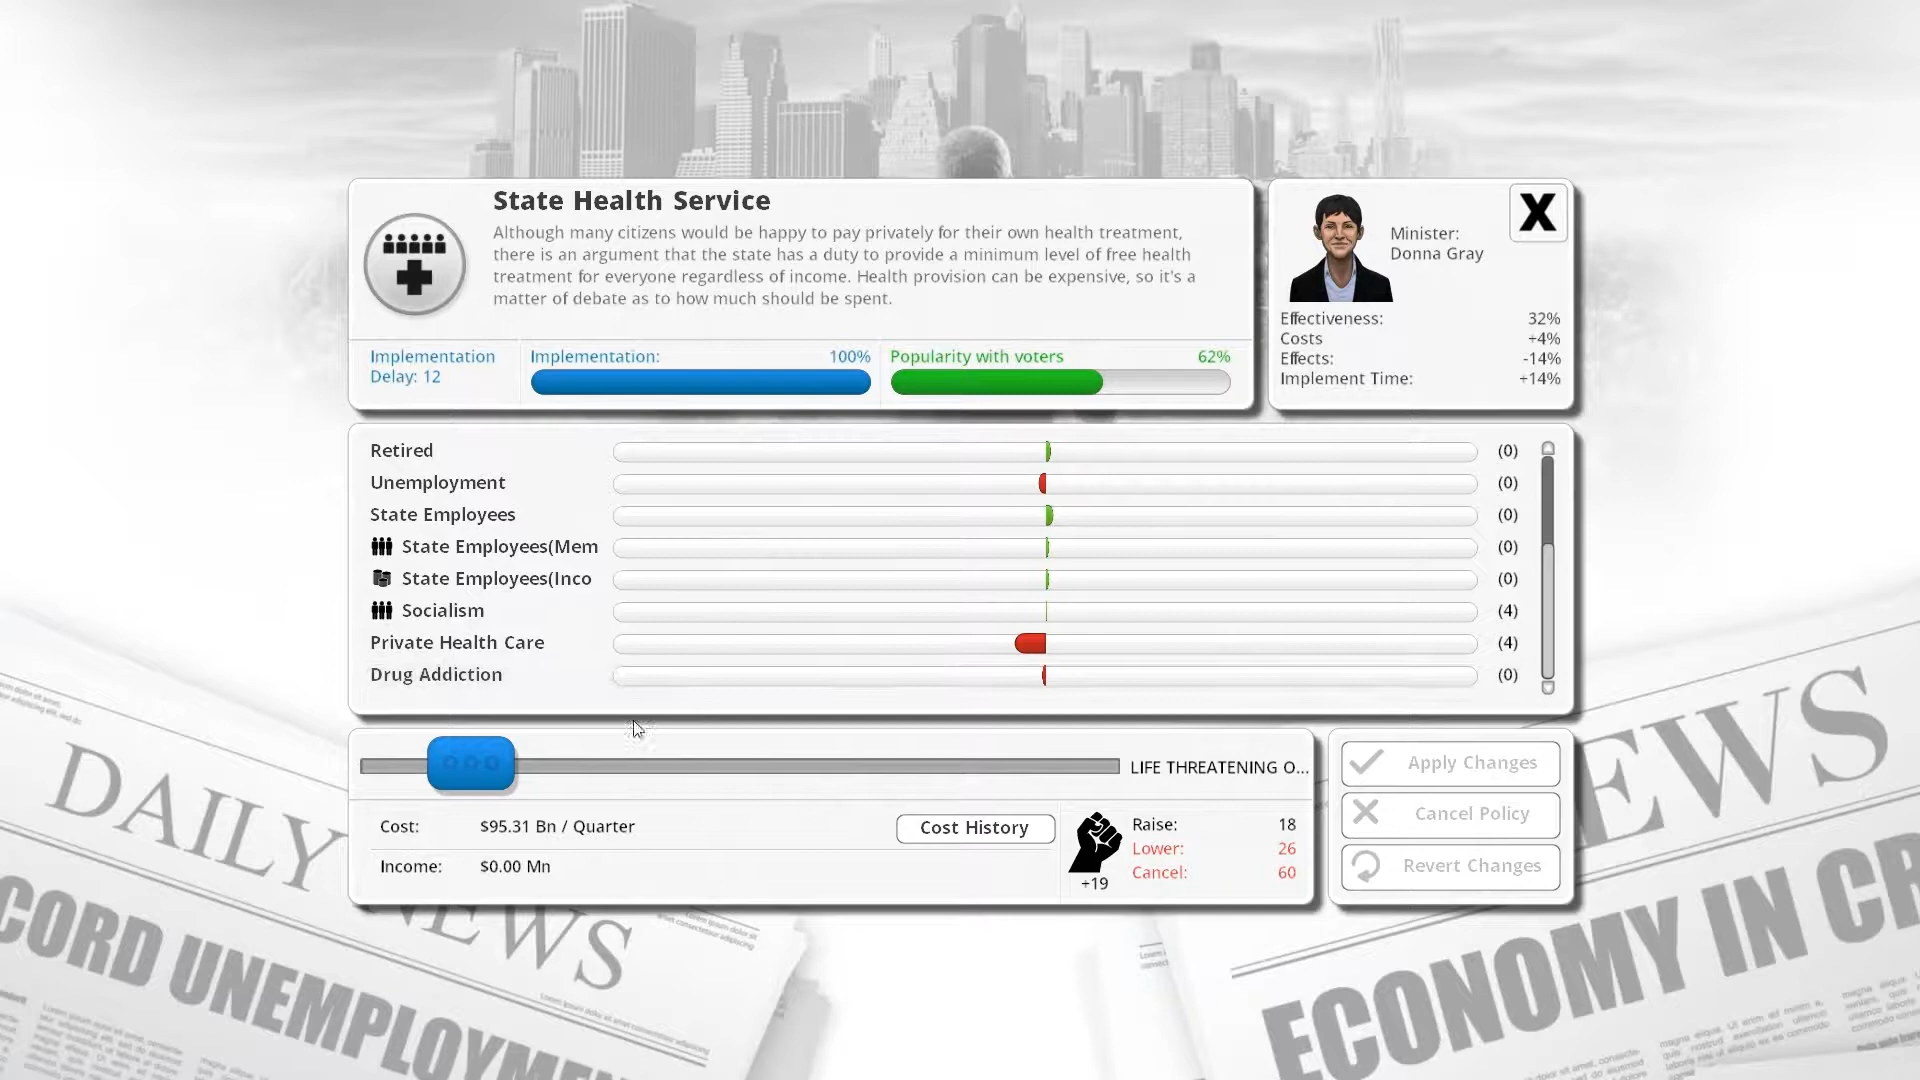 State Health Service
Although many citizens would be happy to pay privately for their own health treatment,
there is an argument that the state has a duty to provide a minimum level of free health
treatment for everyone regardless of income. Health provision can be expensive, so it's a
matter of debate as to how much should be spent.
Implementation
Delay: 12
Implementation: 100%
Popularity with voters 62%
X
Minister:
Donna Gray
Effectiveness: 32%
Costs +4%
Effects: -14%
Implement Time: +14%
Retired (0)
Unemployment (0)
State Employees (0)
State Employees(Mem (0)
State Employees(Inco (0)
Socialism (4)
Private Health Care (4)
Drug Addiction (0)
LIFE THREATENING O...
Cost: $95.31 Bn / Quarter
Cost History
Income: $0.00 Mn
+19
Raise: 18
Lower: 26
Cancel: 60
Apply Changes
Cancel Policy
Revert Changes
DAILY NEWS
CORD UNEMPLOYME
NEWS
ECONOMY IN CR